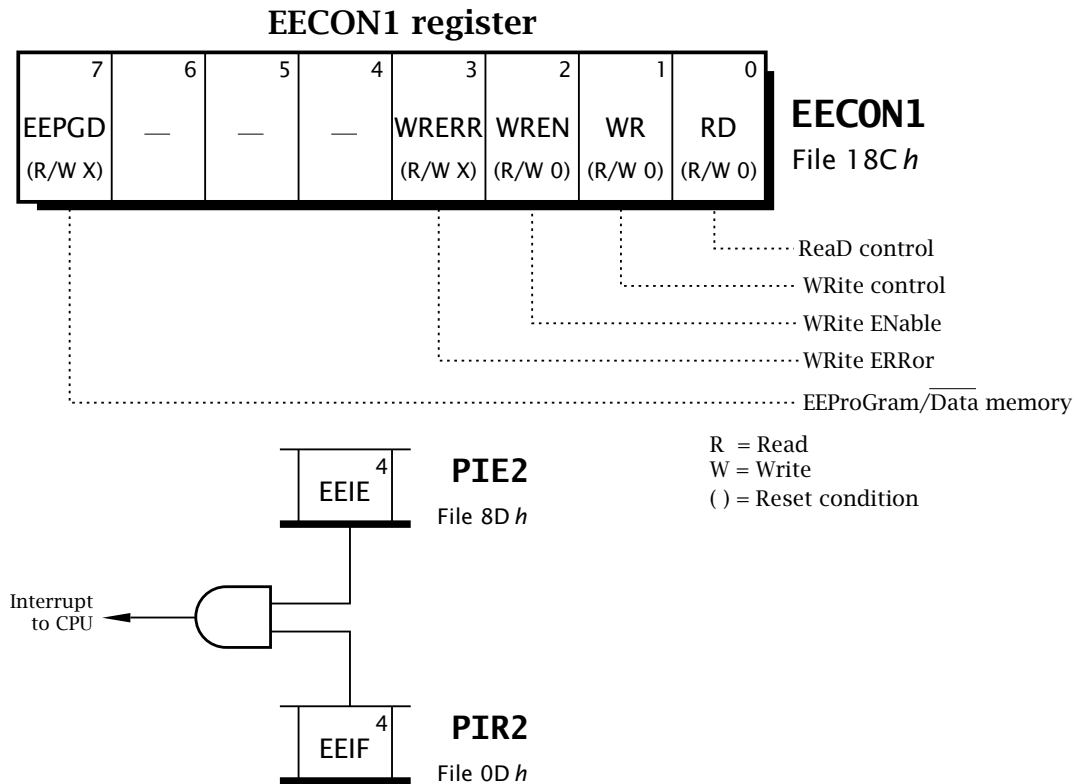 EECON1 register
7 6 5 4 3 2 1 0
EEPGD — — — WRERR WREN WR RD
(R/W X) (R/W X) (R/W 0) (R/W 0) (R/W 0)
EECON1
File 18C h
ReaD control
WRite control
WRite ENable
WRite ERRor
EEProGram/Data memory
R = Read
W = Write
( ) = Reset condition
4
EEIE
PIE2
File 8D h
Interrupt
to CPU
4
EEIF
PIR2
File 0D h